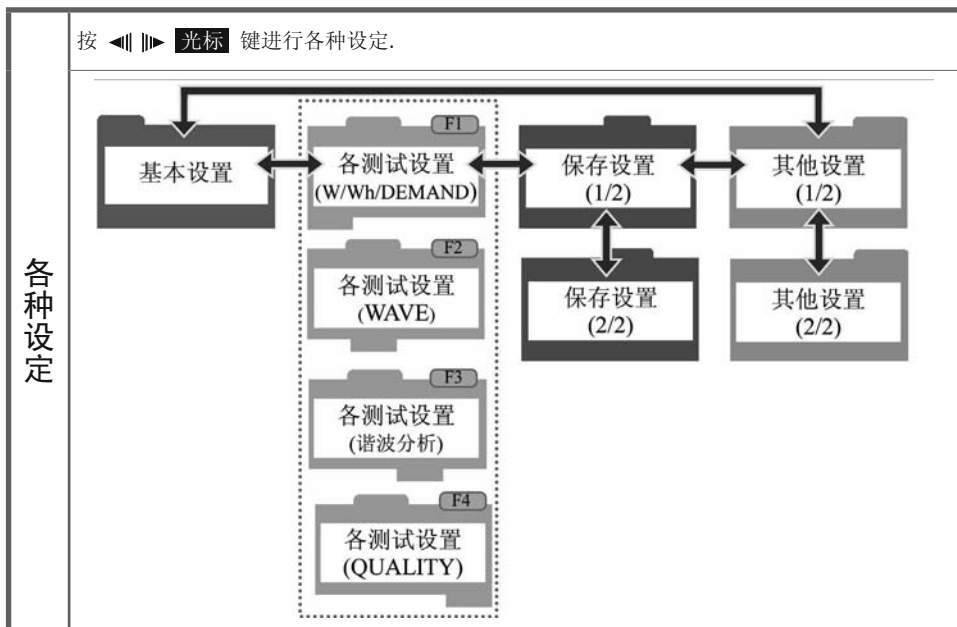 按 光标 键进行各种设定.
各种设定
基本设置
F1
各测试设置
(W/Wh/DEMAND)
保存设置
(1/2)
其他设置
(1/2)
F2
各测试设置
(WAVE)
保存设置
(2/2)
其他设置
(2/2)
F3
各测试设置
(谐波分析)
F4
各测试设置
(QUALITY)